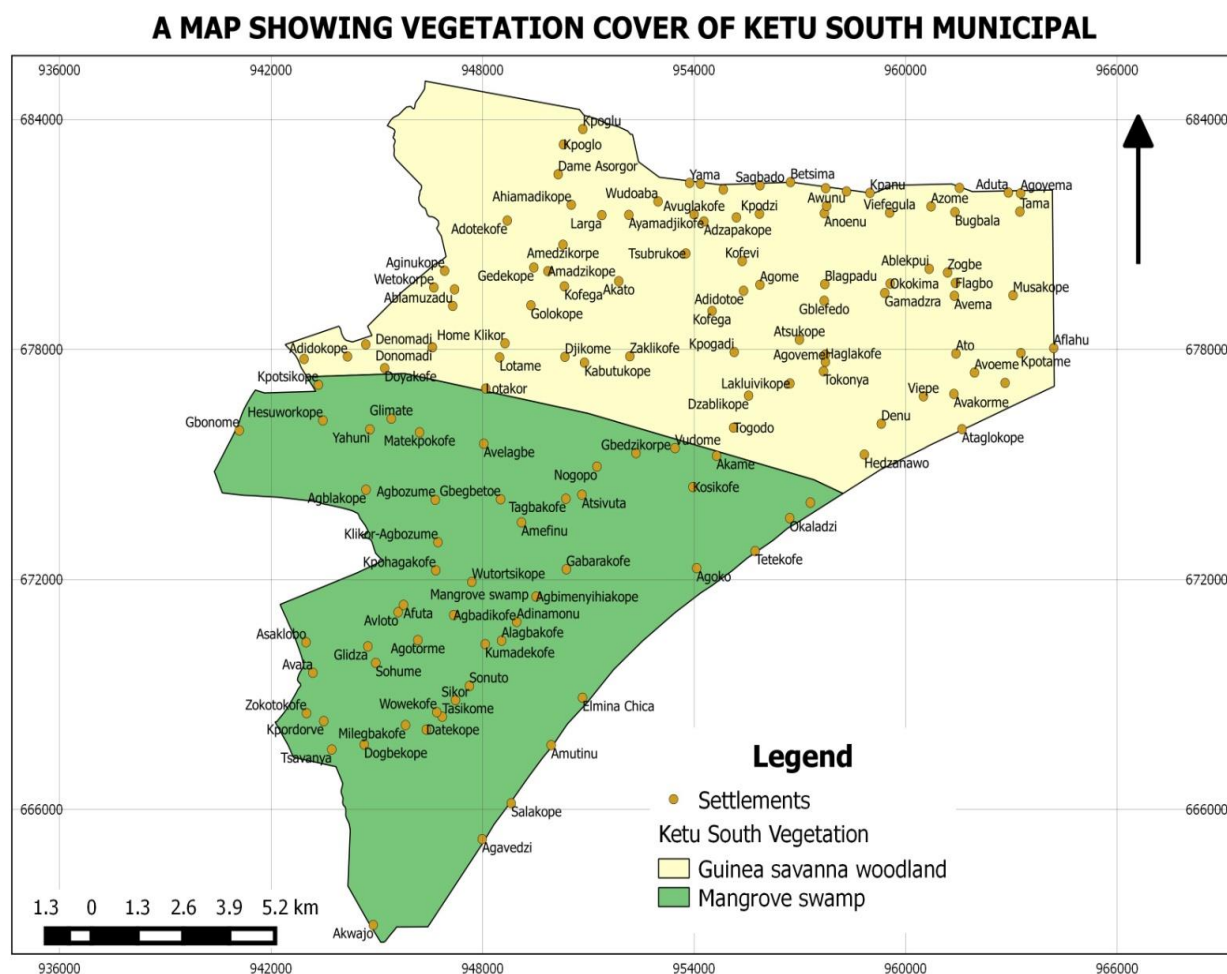 A MAP SHOWING VEGETATION COVER OF KETU SOUTH MUNICIPAL
936000 942000 948000 954000 960000 966000
684000 684000
Kpoglu
Kpoglo
Dame Asorgor
Yama Sagbado Betsima Kpanu Aduta Agoyema
Ahiamadikope Wudoaba Avuglakofe Kpodzi Awunu Viefegula Azome Tama
Adotekofe Larga Ayamadjikofe Adzapakope Anoenu Bugbala
Amedzikorpe Tsubrukoe Kofevi Ablekpui Zogbe
Aginukope Gedekope Amadzikope Agome Blagpadu Okokima Flagbo Musakope
Wetokorpe Kofega Akato Adidotoe Gamadzra Avema
Abiamuzadu Golokope Kofega Gblefedo
Denomadi Home Klikor Kpogadi Atsukope Ato Aflahu
Adidokope Donomadi Djikome Zaklikofe Agoveme Haglakofe Avoeme Kpotame
Kpotsikope Doyakofe Lotame Kabutukope Tokonya
678000 678000
Lotakor Lakluivikope Viepe Avakorme
Hesuworkope Glimate Dzablikope Denu
Gbonome Yahuni Matekpokofe Gbedzikorpe Vudome Togodo Ataglokope
Avelagbe Akame Hedzanawo
Nogopo
Agblakope Agbozume Gbegbetoe Tagbakofe Atsivuta Kosikofe
Amefinu Okaladzi
Klikor-Agbozume
Kpohagakofe Gabarakofe Tetekofe
Wutortsikope Agoko
672000 672000
Mangrove swamp Agbimenyihiakope
Avloto Afuta Agbadikofe Adinamonu
Asaklobo Alagbakofe
Glidza Agotorme Kumadekofe
Avata Sohume
Sonuto
Sikor
Zokotokofe Wowekofe Tasikome Elmina Chica
Kpordorve Milegbakofe Datekope
Tsavanya Dogbekope Amutinu
Legend
Settlements
666000 Salakope 666000
Ketu South Vegetation
Agavedzi
Guinea savanna woodland
Mangrove swamp
1.3 0 1.3 2.6 3.9 5.2 km
Akwajo
936000 942000 948000 954000 960000 966000